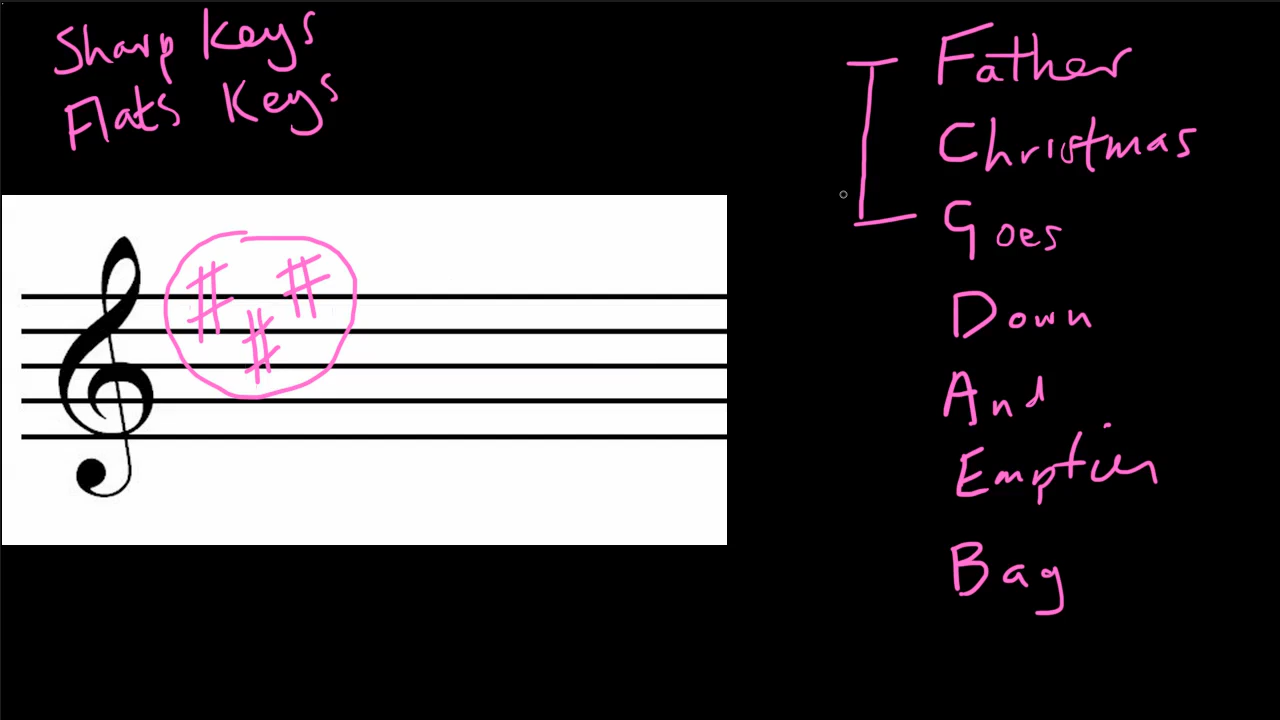 Sharp Keys
Flats Keys
Father
Christmas
Goes
Down
And
Empties
Bag